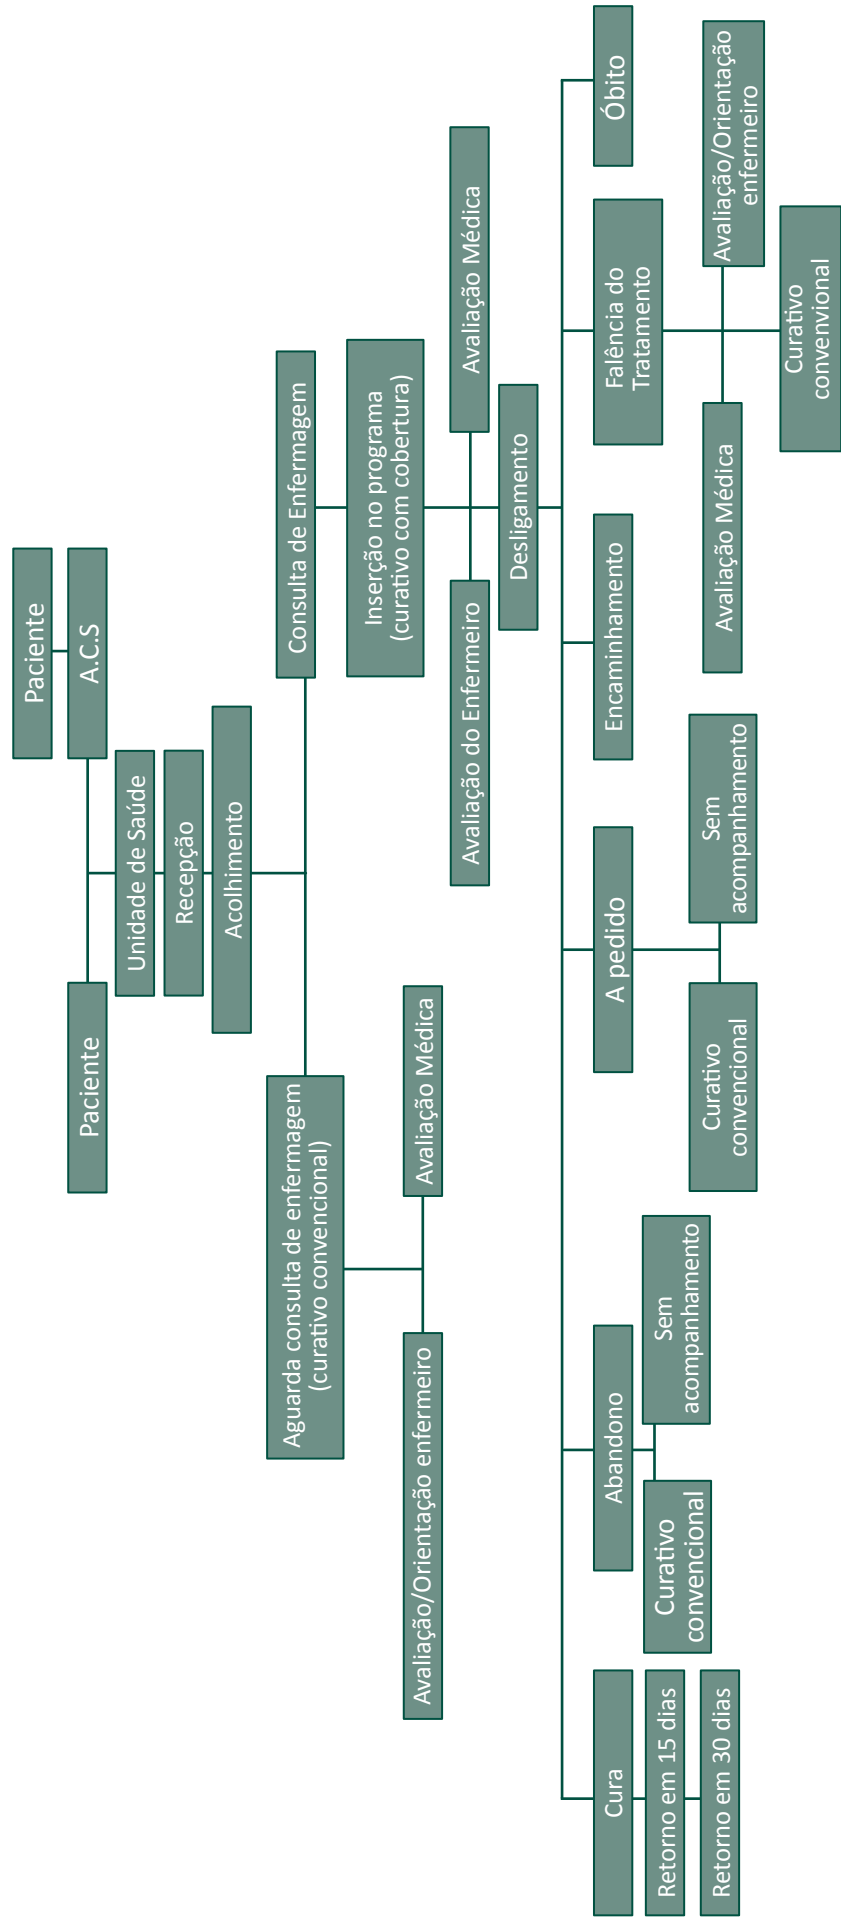 Paciente
A.C.S
Paciente
Unidade de Saúde
Recepção
Acolhimento
Aguarda consulta de enfermagem
(curativo convencional)
Avaliação/Orientação enfermeiro
Avaliação Médica
Consulta de Enfermagem
Inserção no programa
(curativo com cobertura)
Avaliação do Enfermeiro
Avaliação Médica
Desligamento
Cura
Retorno em 15 dias
Retorno em 30 dias
Abandono
Curativo
convencional
Sem
acompanhamento
A pedido
Curativo
convencional
Sem
acompanhamento
Encaminhamento
Falência do
Tratamento
Avaliação Médica
Avaliação/Orientação
enfermeiro
Curativo
convenvional
Óbito